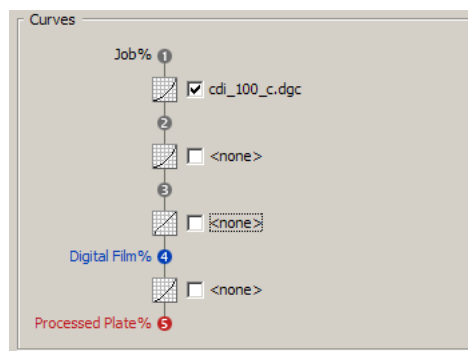 Curves
Job% 1
cdi_100_c.dgc
2
<none>
3
<none>
Digital Film% 4
<none>
Processed Plate% 5